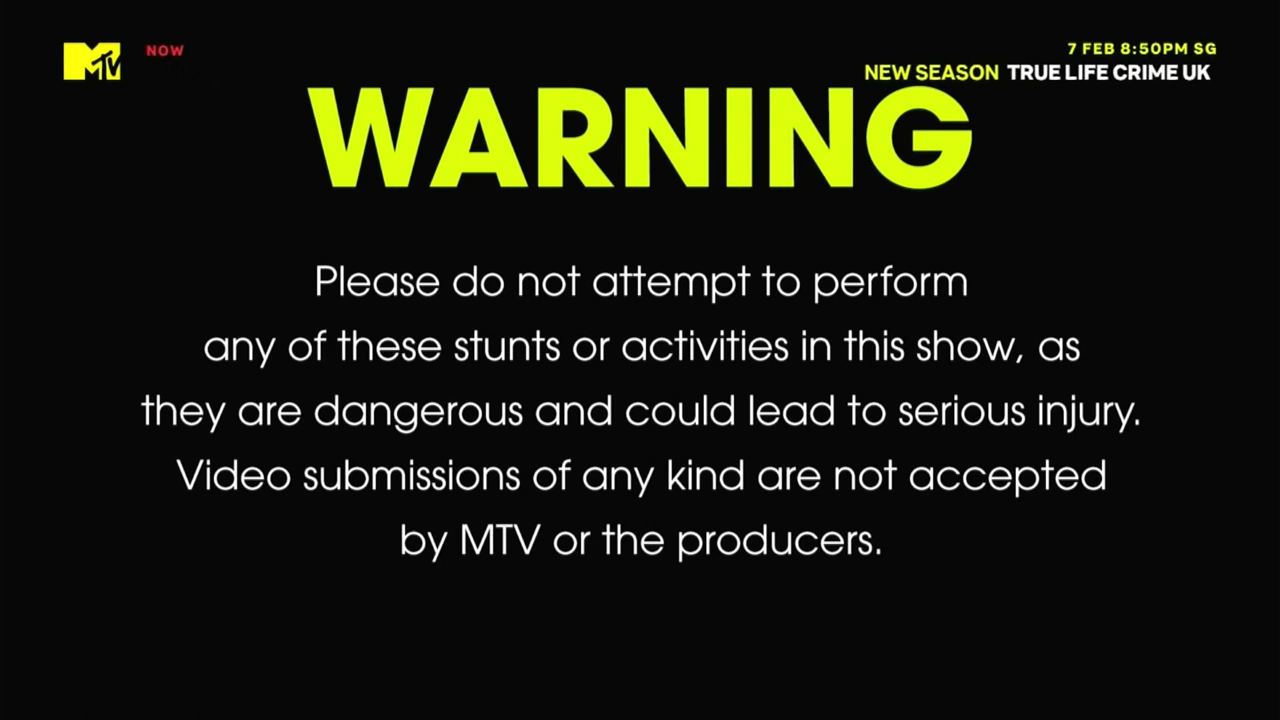 MTV
NOW
7 FEB 8:50PM SG
NEW SEASON TRUE LIFE CRIME UK
WARNING
Please do not attempt to perform
any of these stunts or activities in this show, as
they are dangerous and could lead to serious injury.
Video submissions of any kind are not accepted
by MTV or the producers.